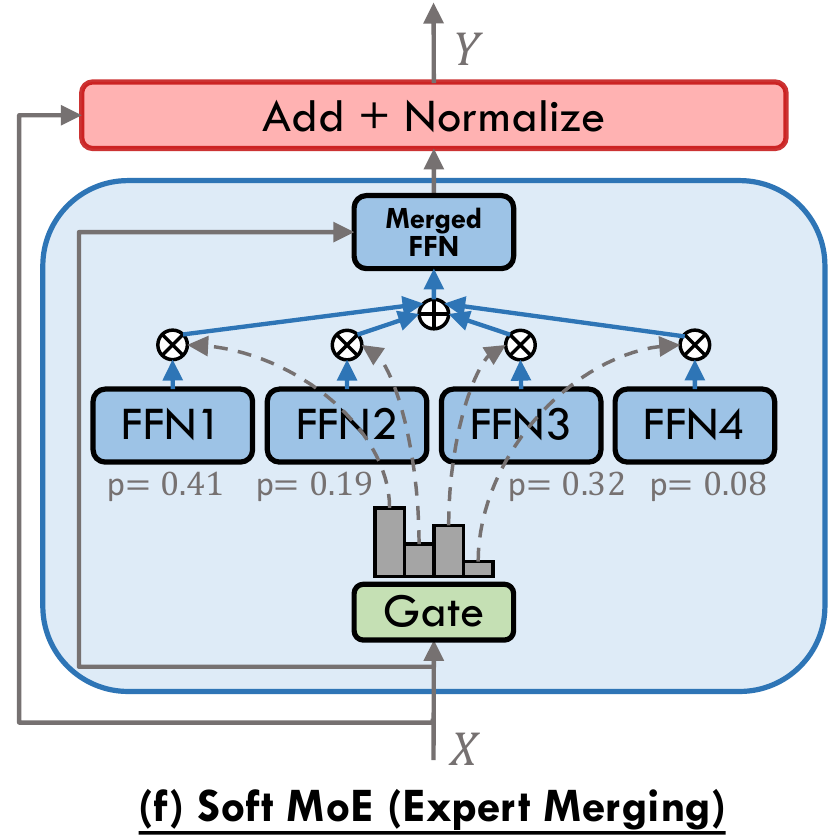 Y
Add + Normalize
Merged
FFN
FFN1 FFN2 FFN3 FFN4
p= 0.41 p= 0.19 p= 0.32 p= 0.08
Gate
X
(f) Soft MoE (Expert Merging)